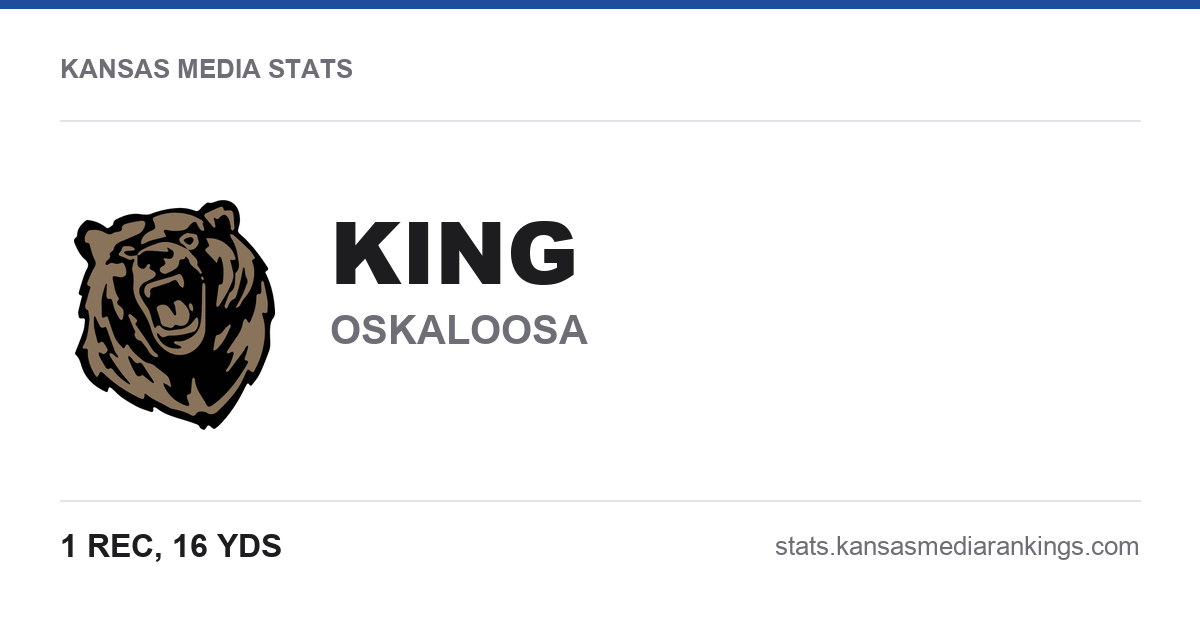 KANSAS MEDIA STATS
KING
OSKALOOSA
1 REC, 16 YDS
stats.kansasmediarankings.com